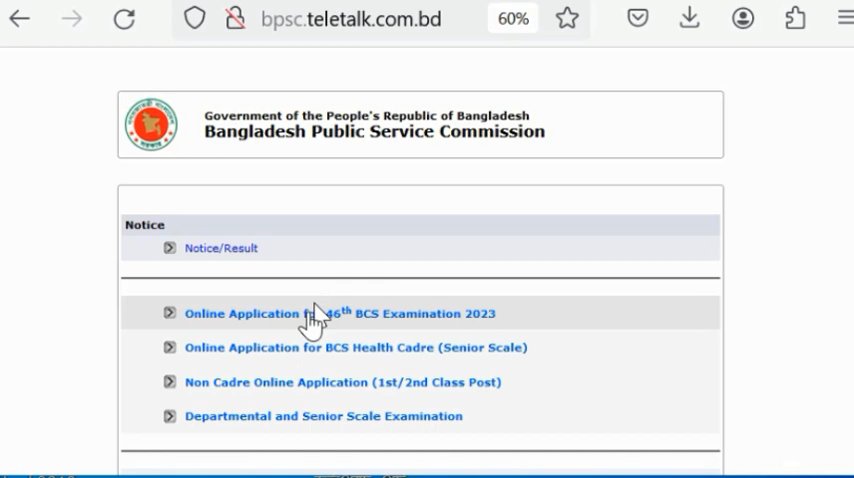 bpsc.teletalk.com.bd
60%
Government of the People's Republic of Bangladesh
Bangladesh Public Service Commission
Notice
Notice/Result
Online Application 46th BCS Examination 2023
Online Application for BCS Health Cadre (Senior Scale)
Non Cadre Online Application (1st/2nd Class Post)
Departmental and Senior Scale Examination